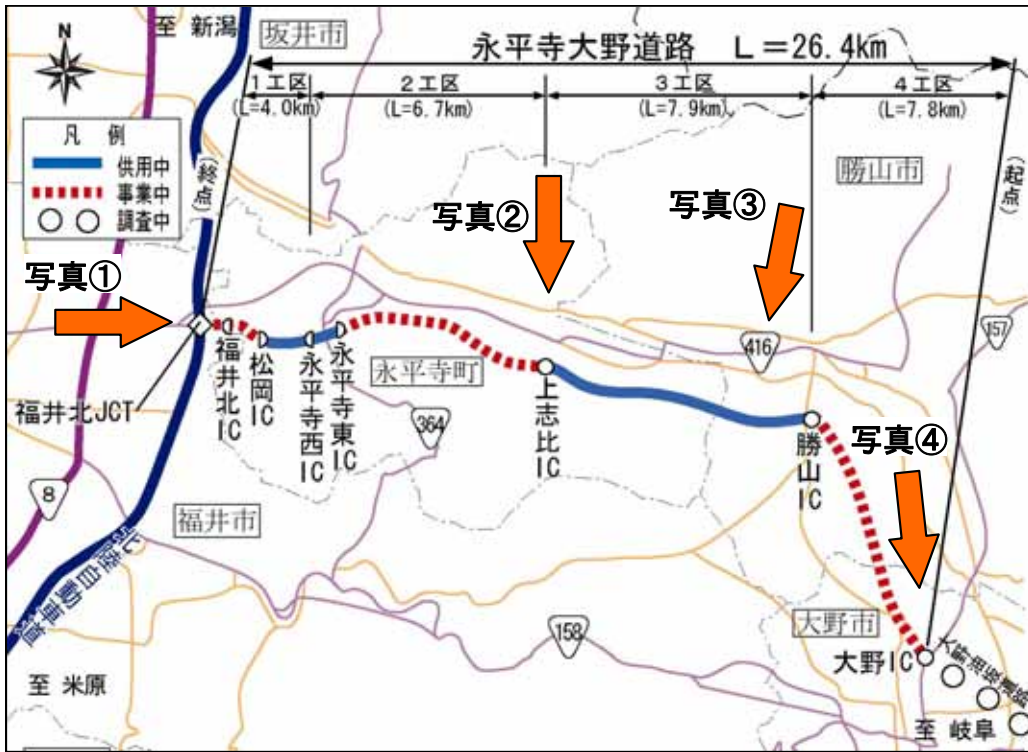 至 新潟
坂井市
永平寺大野道路 L=26.4km
1工区
(L=4.0km)
2工区
(L=6.7km)
3工区
(L=7.9km)
4工区
(L=7.8km)
N
凡 例
供用中
事業中
調査中
(終点)
(起点)
勝山市
写真①
写真②
写真③
写真④
416
157
福井北JCT
福井北IC
松岡IC
永平寺西IC
永平寺東IC
永平寺町
上志比IC
勝山IC
364
8
福井市
北陸自動車道
158
大野市
大野IC
至 米原
至 岐阜